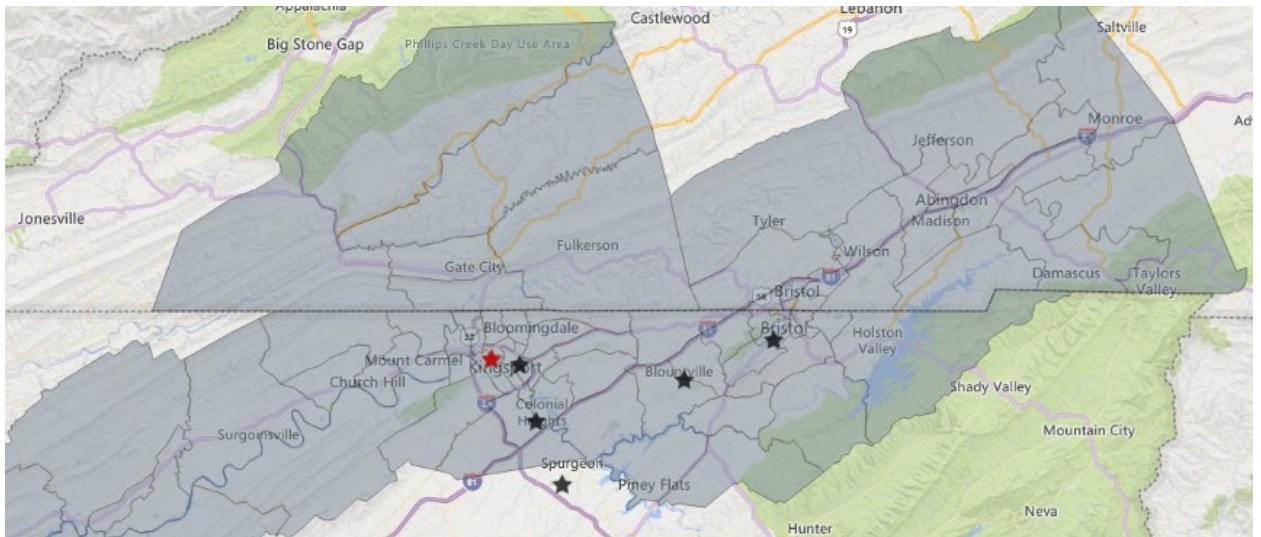 Appalachia
Castlewood
Lebanon
19
Saltville
Big Stone Gap
Phillips Creek Day Use Area
Monroe
Jefferson
Jonesville
Abingdon
Madison
Tyler
Fulkerson
Wilson
Gate City
Damascus
Taylors
Valley
81
58
Bristol
Bloomingdale
Bristol
Holston
Valley
Mount Carmel
Kingsport
Church Hill
Blountville
Shady Valley
Colonial
Heights
Surgoinsville
Mountain City
Spurgeon
81
Piney Flats
Neva
Hunter